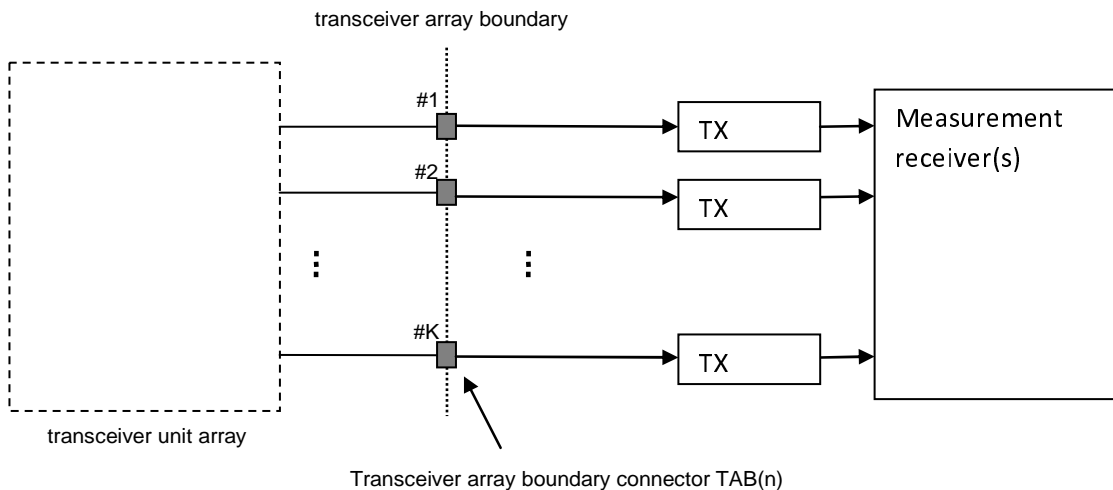 transceiver array boundary
#1
TX
Measurement
receiver(s)
#2
TX
#K
TX
transceiver unit array
Transceiver array boundary connector TAB(n)